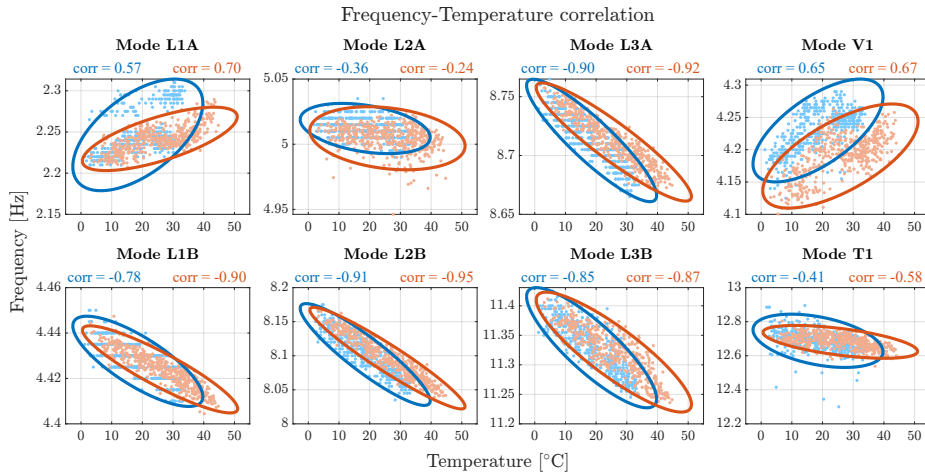 Frequency-Temperature correlation
Mode L1A
corr = 0.57 corr = 0.70
2.3
2.25
2.2
2.15
0 10 20 30 40 50
Mode L2A
corr = -0.36 corr = -0.24
5.05
5
4.95
0 10 20 30 40 50
Mode L3A
corr = -0.90 corr = -0.92
8.75
8.7
8.65
0 10 20 30 40 50
Mode V1
corr = 0.65 corr = 0.67
4.3
4.25
4.2
4.15
4.1
0 10 20 30 40 50
Mode L1B
corr = -0.78 corr = -0.90
4.46
4.44
4.42
4.4
0 10 20 30 40 50
Mode L2B
corr = -0.91 corr = -0.95
8.2
8.15
8.1
8.05
8
0 10 20 30 40 50
Mode L3B
corr = -0.85 corr = -0.87
11.4
11.35
11.3
11.25
11.2
0 10 20 30 40 50
Mode T1
corr = -0.41 corr = -0.58
13
12.8
12.6
12.4
12.2
0 10 20 30 40 50
Frequency [Hz]
Temperature [°C]